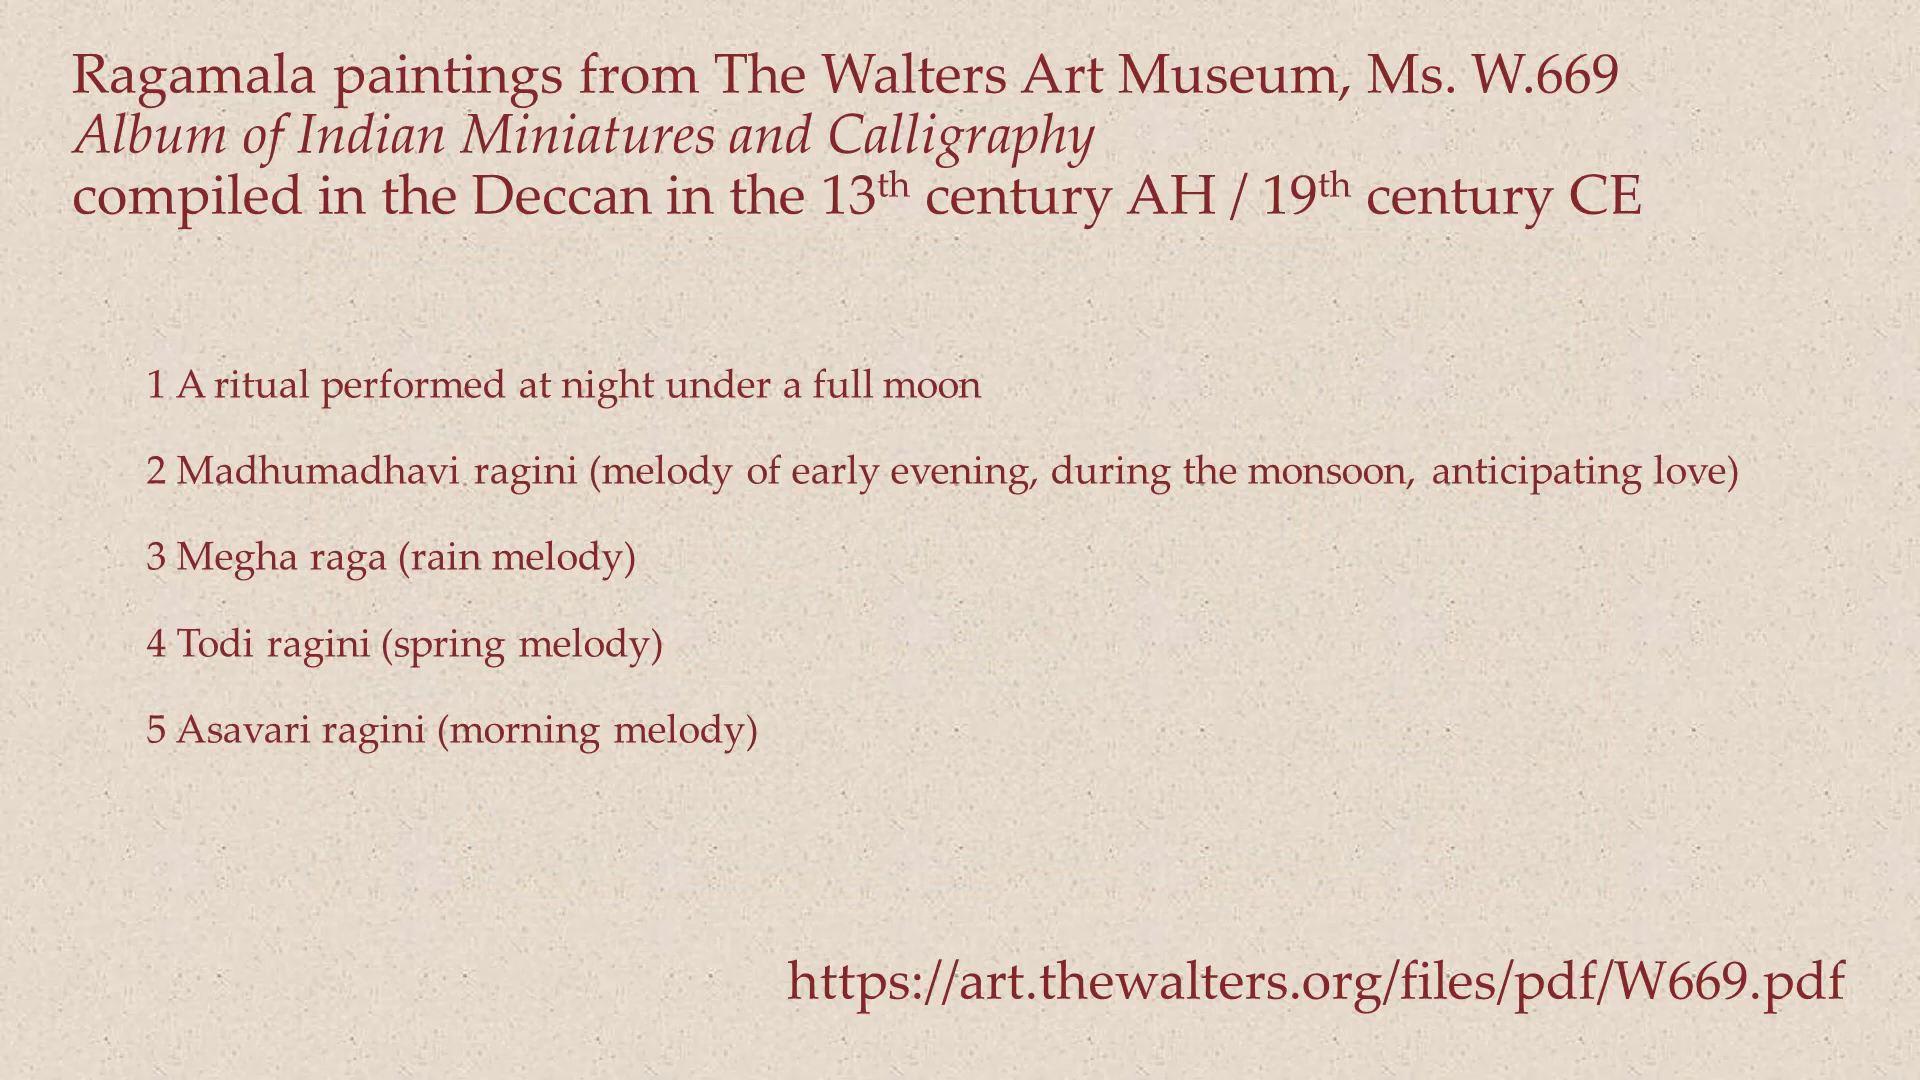 Ragamala paintings from The Walters Art Museum, Ms. W.669
Album of Indian Miniatures and Calligraphy
compiled in the Deccan in the 13th century AH / 19th century CE
1 A ritual performed at night under a full moon
2 Madhumadhavi ragini (melody of early evening, during the monsoon, anticipating love)
3 Megha raga (rain melody)
4 Todi ragini (spring melody)
5 Asavari ragini (morning melody)
https://art.thewalters.org/files/pdf/W669.pdf